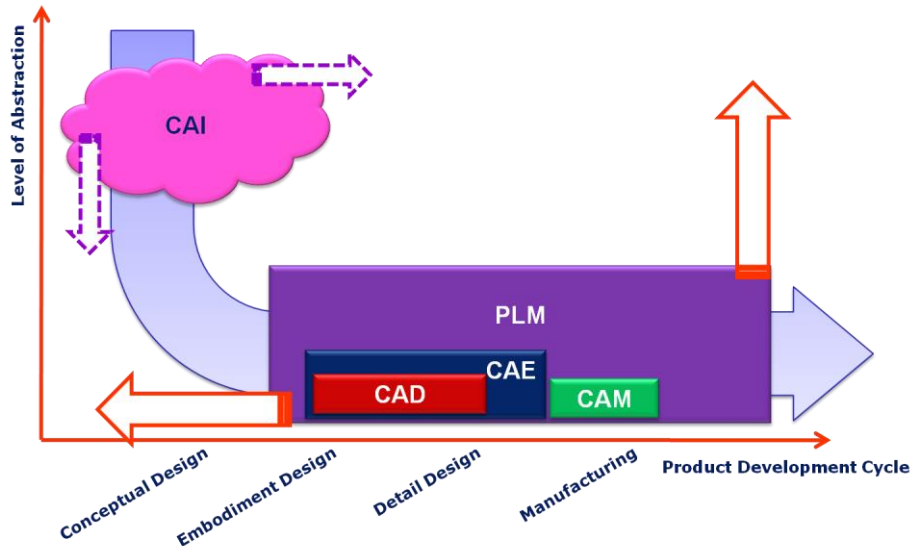 Level of Abstraction
CAI
PLM
CAE
CAD
CAM
Conceptual Design
Embodiment Design
Detail Design
Manufacturing
Product Development Cycle